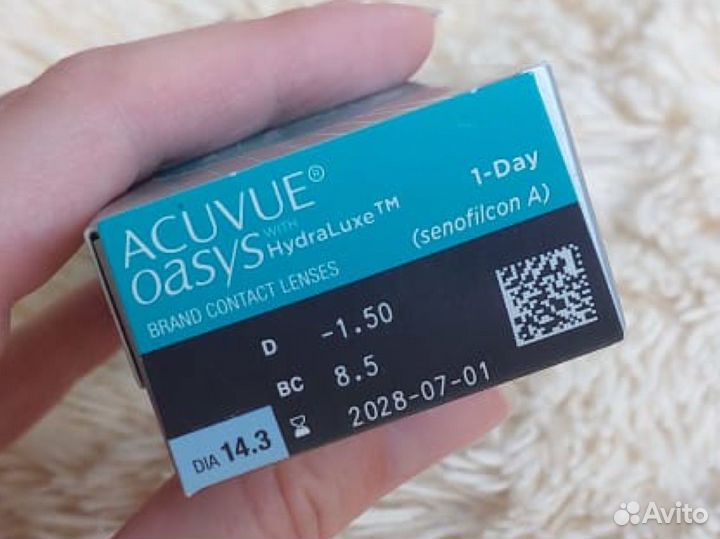 ACUVUE®
oasys WITH HydraLuxe™ 1-Day
BRAND CONTACT LENSES (senofilcon A)
D -1.50
BC 8.5
2028-07-01
DIA 14.3
Avito